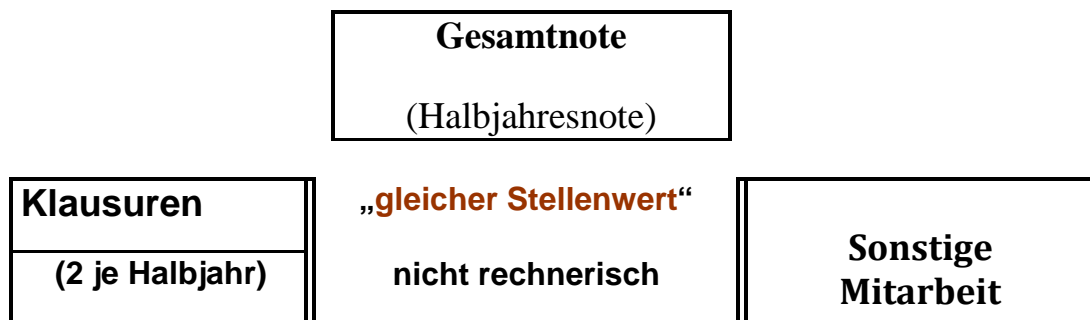 Gesamtnote
(Halbjahresnote)
Klausuren
(2 je Halbjahr)
„gleicher Stellenwert“
nicht rechnerisch
Sonstige
Mitarbeit